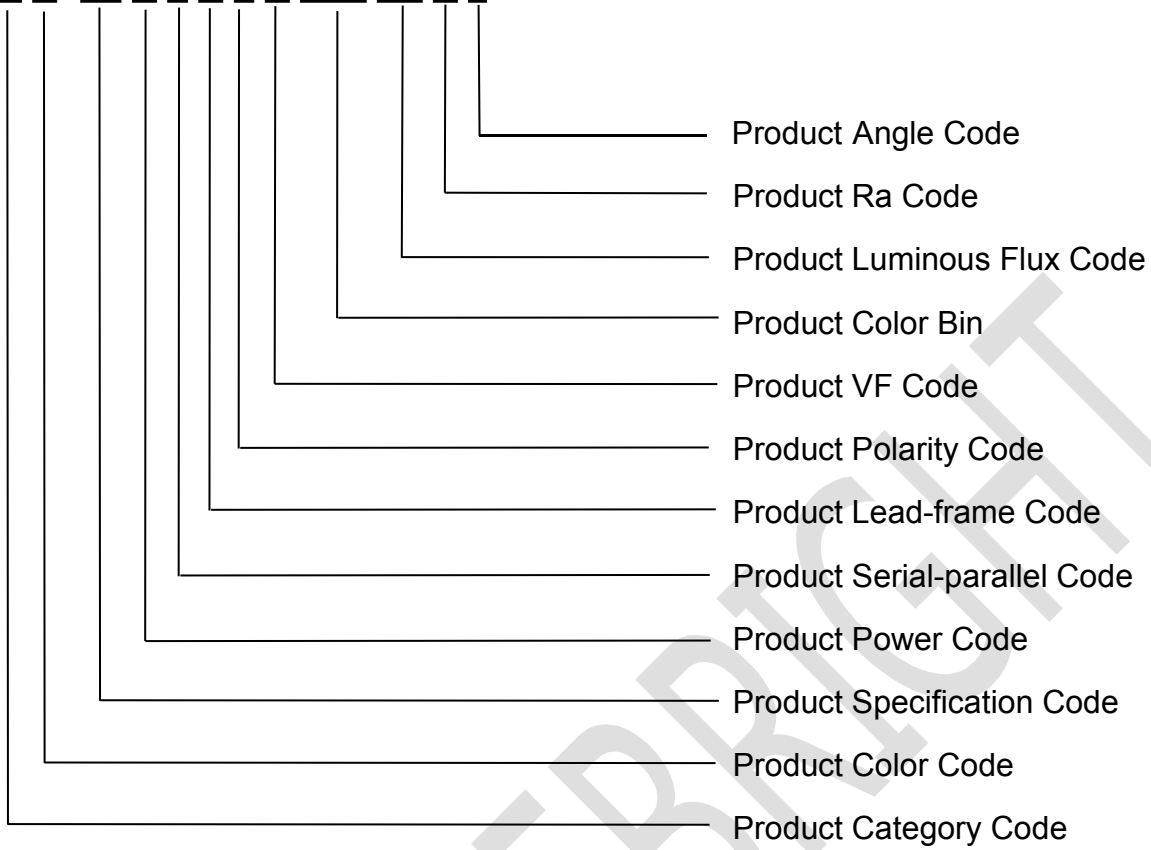 Product Angle Code
Product Ra Code
Product Luminous Flux Code
Product Color Bin
Product VF Code
Product Polarity Code
Product Lead-frame Code
Product Serial-parallel Code
Product Power Code
Product Specification Code
Product Color Code
Product Category Code
EBRIGHT